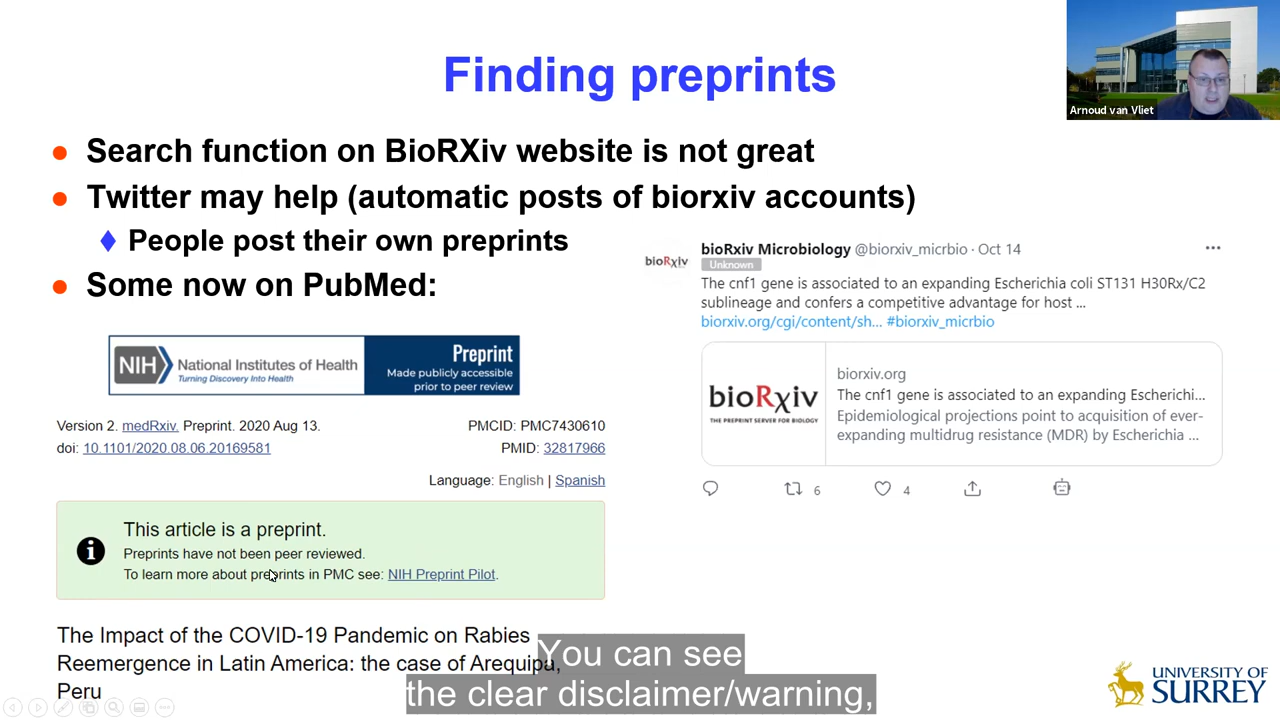 Finding preprints
Arnoud van Vliet
Search function on BioRXiv website is not great
Twitter may help (automatic posts of biorxiv accounts)
People post their own preprints
Some now on PubMed:
NIH National Institutes of Health
Turning Discovery Into Health
Preprint
Made publicly accessible
prior to peer review
Version 2. medRxiv. Preprint. 2020 Aug 13.
doi: 10.1101/2020.08.06.20169581
PMCID: PMC7430610
PMID: 32817966
Language: English | Spanish
This article is a preprint.
Preprints have not been peer reviewed.
To learn more about preprints in PMC see: NIH Preprint Pilot.
The Impact of the COVID-19 Pandemic on Rabies
Reemergence in Latin America: the case of Arequipa,
Peru
bioRxiv
bioRxiv Microbiology @biorxiv_micrbio · Oct 14
Unknown
The cnf1 gene is associated to an expanding Escherichia coli ST131 H30Rx/C2
sublineage and confers a competitive advantage for host ...
biorxiv.org/cgi/content/sh... #biorxiv_micrbio
bioRxiv
THE PREPRINT SERVER FOR BIOLOGY
biorxiv.org
The cnf1 gene is associated to an expanding Escherichi...
Epidemiological projections point to acquisition of ever-
expanding multidrug resistance (MDR) by Escherichia ...
6
4
You can see
the clear disclaimer/warning,
UNIVERSITY OF
SURREY